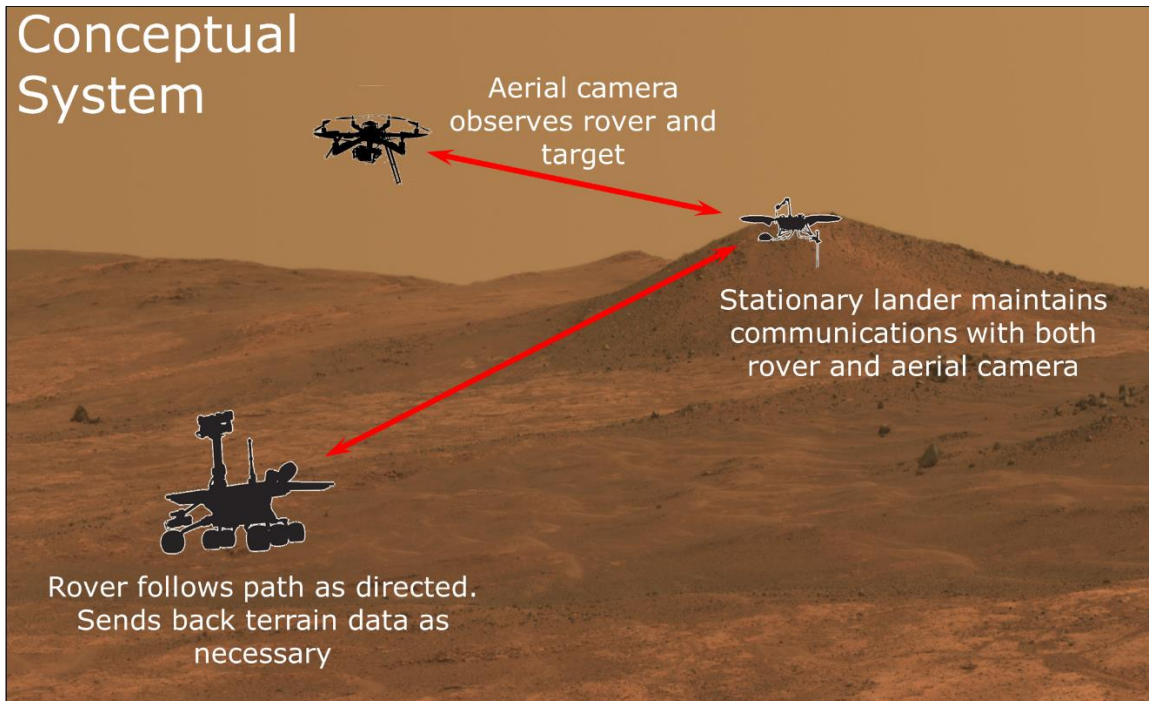 Conceptual
System
Aerial camera
observes rover and
target
Stationary lander maintains
communications with both
rover and aerial camera
Rover follows path as directed.
Sends back terrain data as
necessary